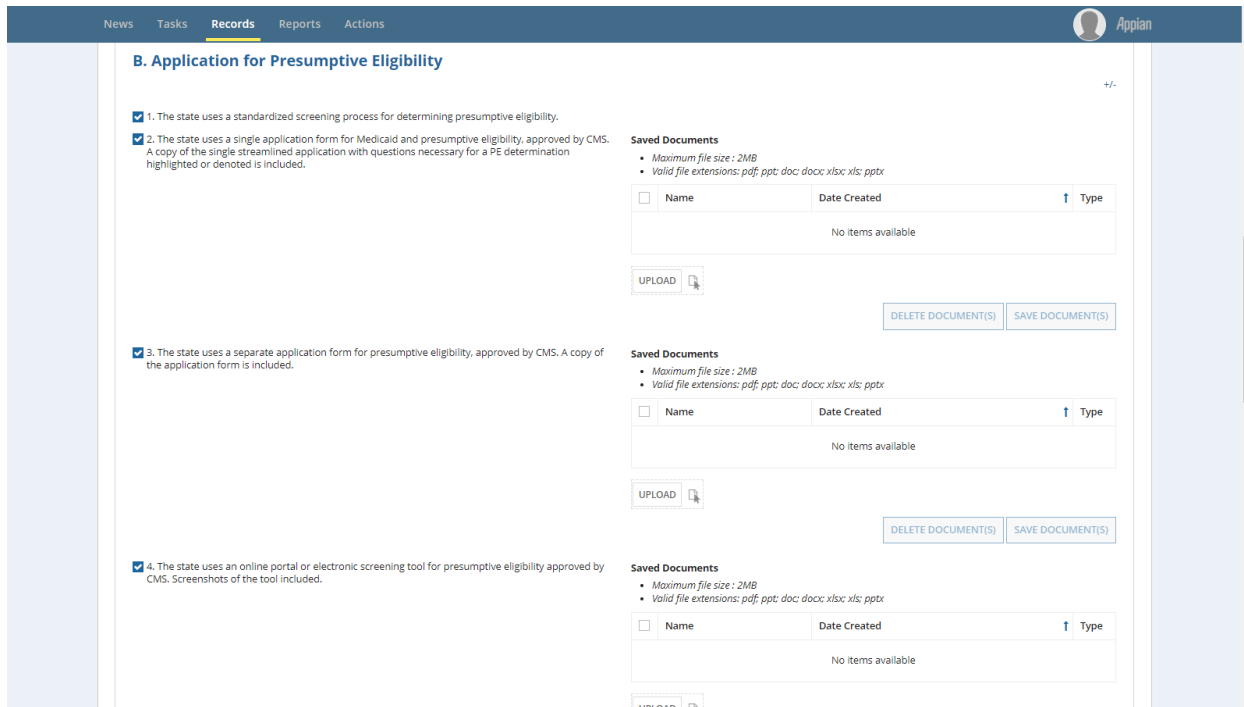 News Tasks Records Reports Actions Appian
B. Application for Presumptive Eligibility
+/-
1. The state uses a standardized screening process for determining presumptive eligibility.
2. The state uses a single application form for Medicaid and presumptive eligibility, approved by CMS.
A copy of the single streamlined application with questions necessary for a PE determination
highlighted or denoted is included.
Saved Documents
• Maximum file size : 2MB
• Valid file extensions: pdf; ppt; doc; docx; xlsx; xls; pptx
Name Date Created ↑ Type
No items available
UPLOAD
DELETE DOCUMENT(S) SAVE DOCUMENT(S)
3. The state uses a separate application form for presumptive eligibility, approved by CMS. A copy of
the application form is included.
Saved Documents
• Maximum file size : 2MB
• Valid file extensions: pdf; ppt; doc; docx; xlsx; xls; pptx
Name Date Created ↑ Type
No items available
UPLOAD
DELETE DOCUMENT(S) SAVE DOCUMENT(S)
4. The state uses an online portal or electronic screening tool for presumptive eligibility approved by
CMS. Screenshots of the tool included.
Saved Documents
• Maximum file size : 2MB
• Valid file extensions: pdf; ppt; doc; docx; xlsx; xls; pptx
Name Date Created ↑ Type
No items available
UPLOAD